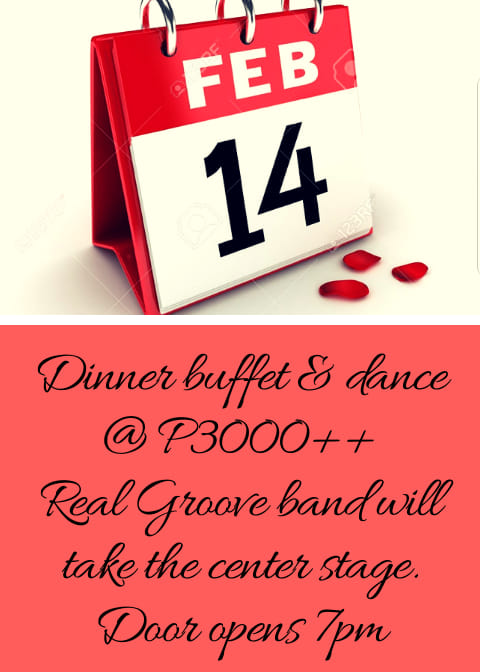 FEB
14
Dinner buffet & dance
@ P3000++
Real Groove band will
take the center stage.
Door opens 7pm